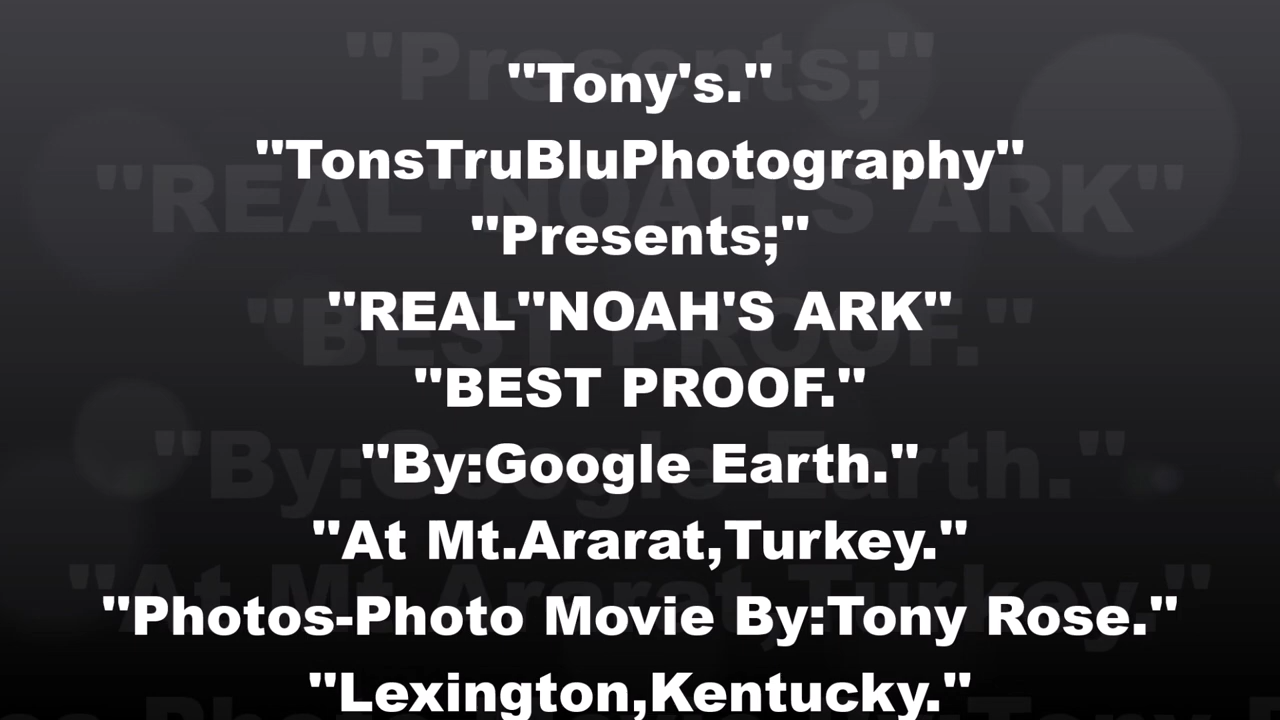 "Tony's."
"TonsTruBluPhotography"
"Presents;"
"REAL"NOAH'S ARK"
"BEST PROOF."
"By:Google Earth."
"At Mt.Ararat,Turkey."
"Photos-Photo Movie By:Tony Rose."
"Lexington,Kentucky."